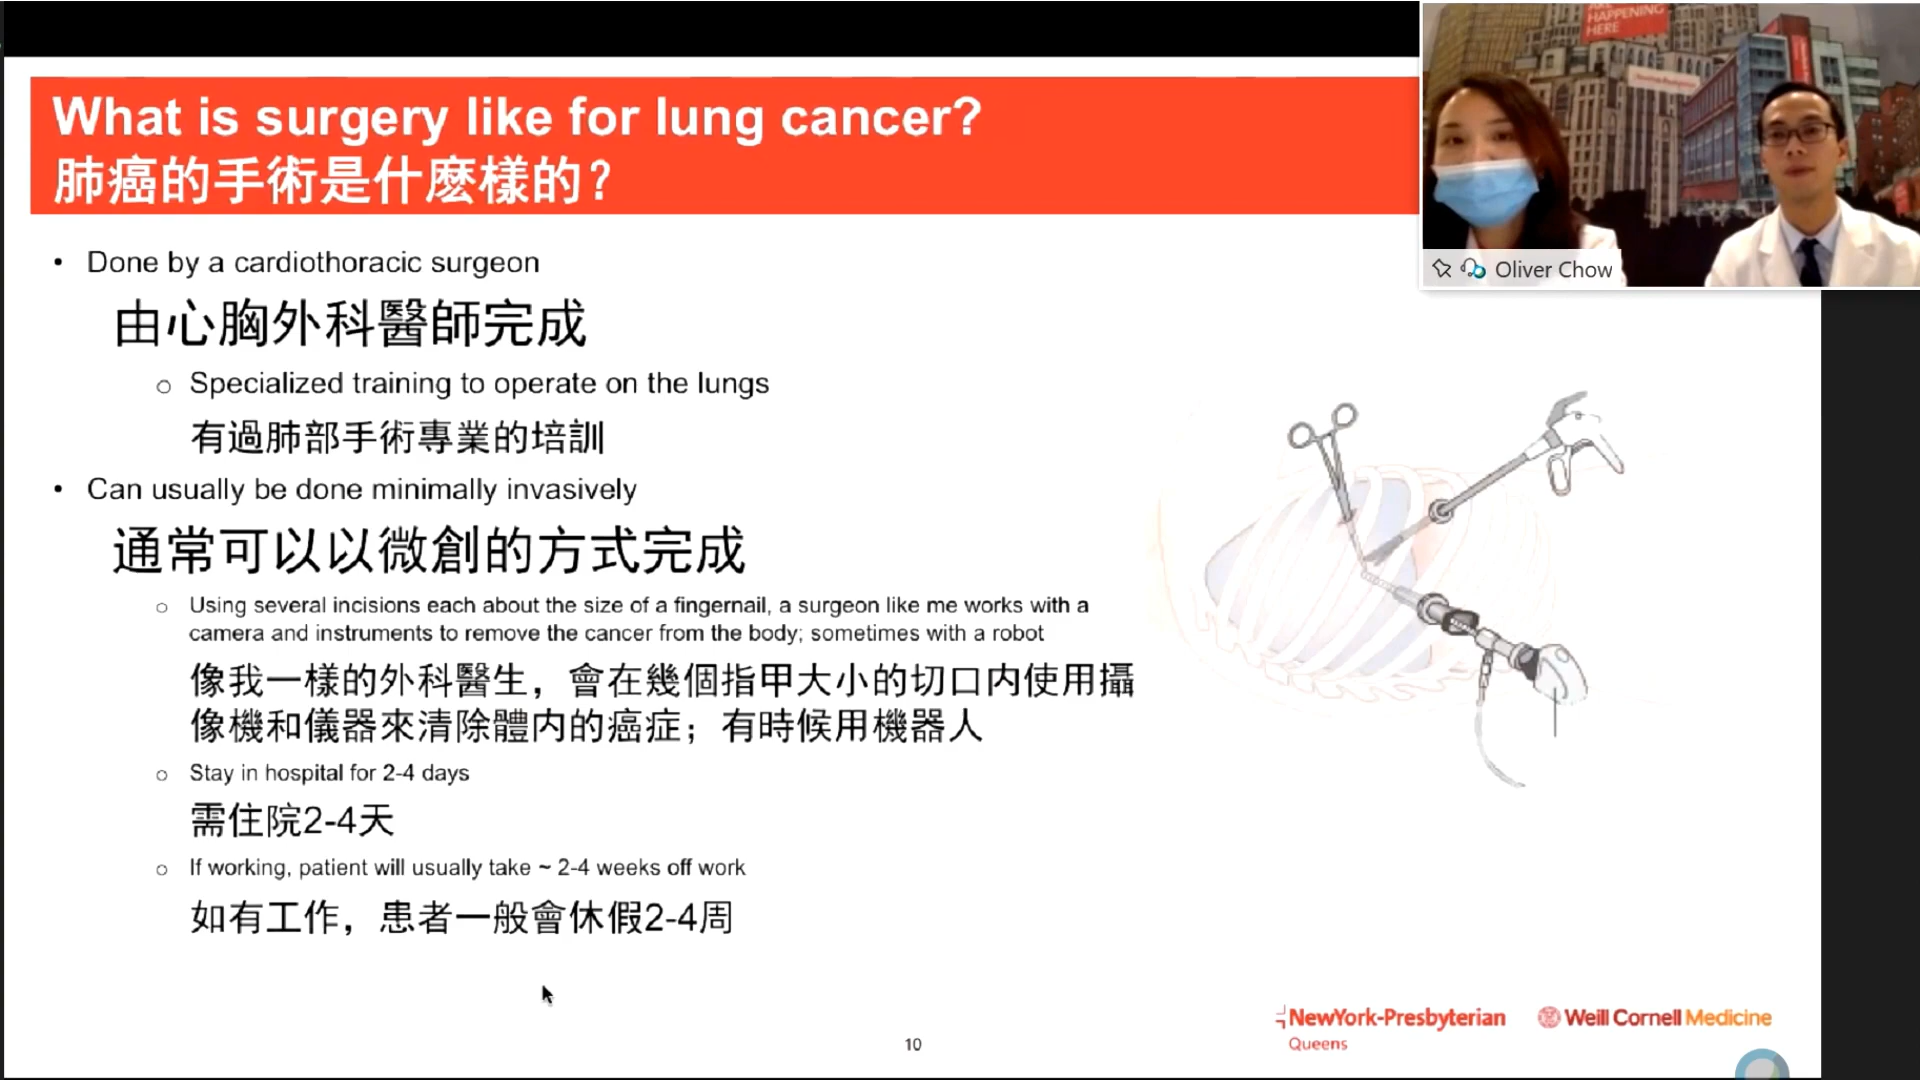 What is surgery like for lung cancer?
肺癌的手術是什麼樣的?
• Done by a cardiothoracic surgeon
由心胸外科醫師完成
○ Specialized training to operate on the lungs
有過肺部手術專業的培訓
• Can usually be done minimally invasively
通常可以以微創的方式完成
○ Using several incisions each about the size of a fingernail, a surgeon like me works with a
camera and instruments to remove the cancer from the body; sometimes with a robot
像我一樣的外科醫生，會在幾個指甲大小的切口内使用攝
像機和儀器來清除體内的癌症；有時候用機器人
○ Stay in hospital for 2-4 days
需住院2-4天
○ If working, patient will usually take ~ 2-4 weeks off work
如有工作，患者一般會休假2-4周
HAPPENING
HERE
Oliver Chow
NewYork-Presbyterian
Queens
Weill Cornell Medicine
10